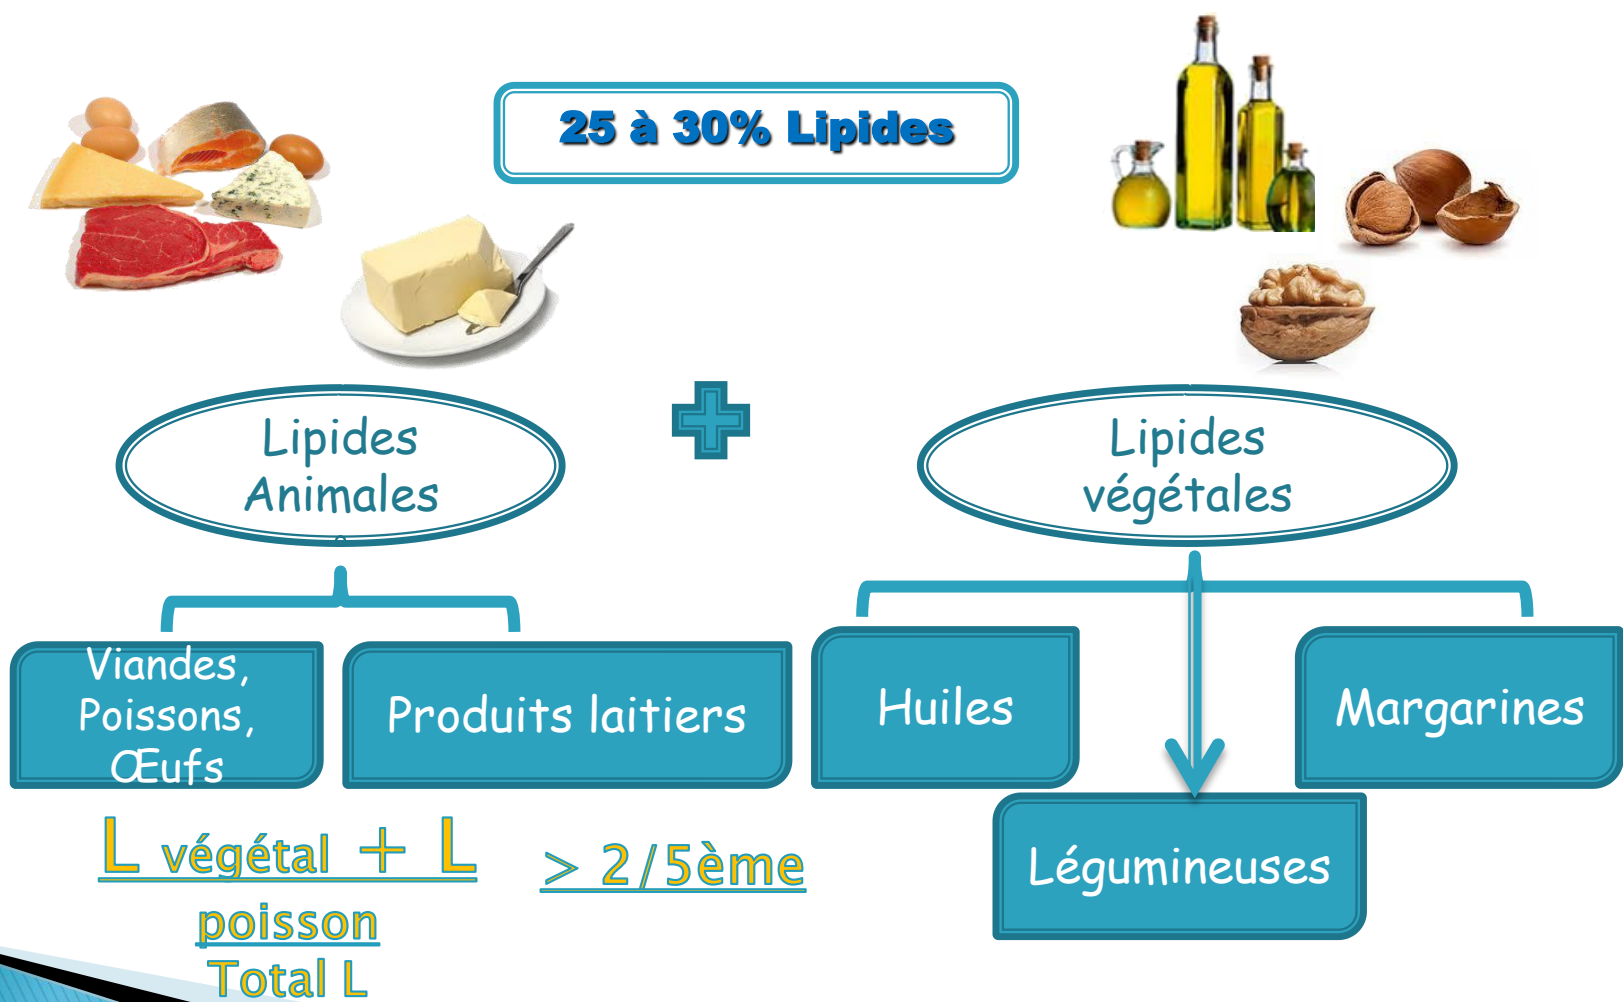 25 à 30% Lipides
Lipides
Animales
Lipides
végétales
Viandes,
Poissons,
Œufs
Produits laitiers
Huiles
Margarines
Légumineuses
L végétal + L
poisson
Total L
> 2/5ème